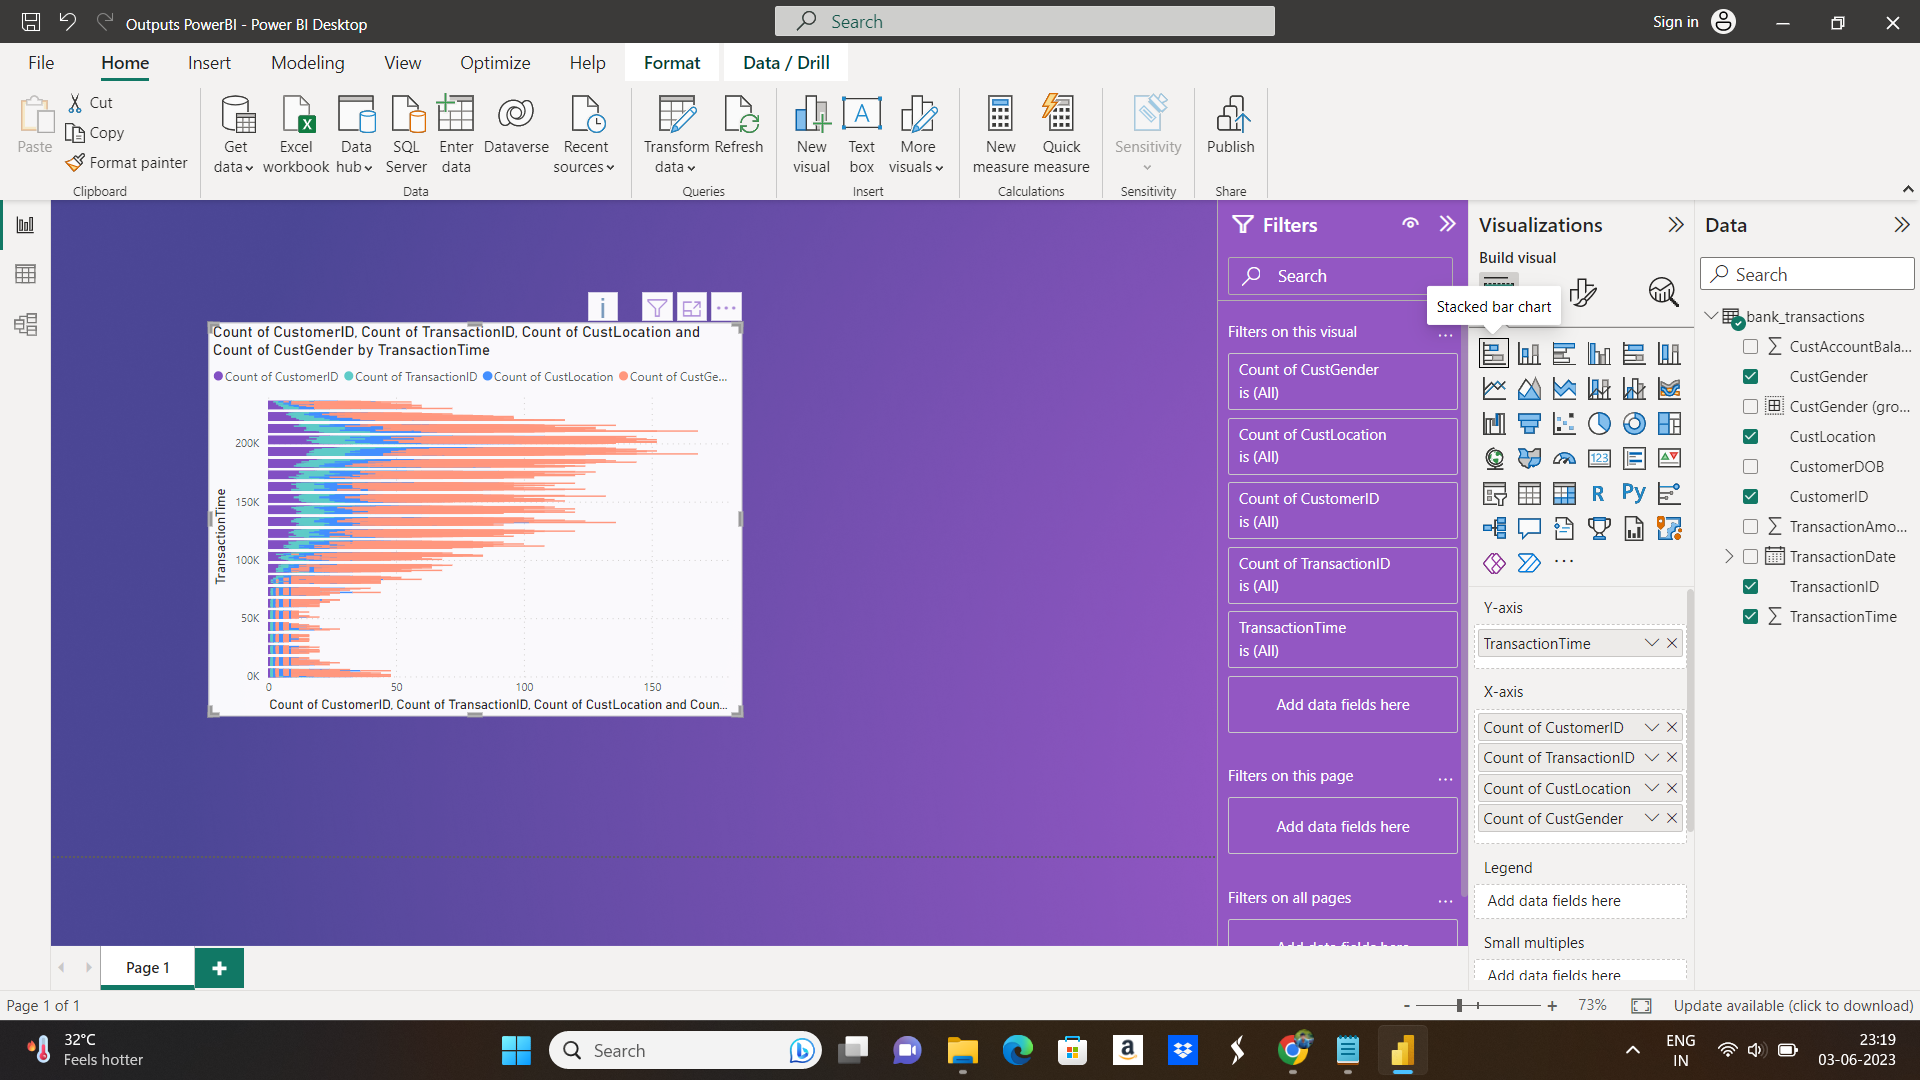 Outputs PowerBI - Power BI Desktop
Search
Sign in
File
Home
Insert
Modeling
View
Optimize
Help
Format
Data / Drill
Paste
Cut
Copy
Format painter
Clipboard
Get data
Excel workbook
Data hub
SQL Server
Enter data
Dataverse
Recent sources
Data
Transform data
Refresh
Queries
New visual
Text box
More visuals
Insert
New measure
Quick measure
Calculations
Sensitivity
Sensitivity
Publish
Share
Count of CustomerID, Count of TransactionID, Count of CustLocation and
Count of CustGender by TransactionTime
Count of CustomerID
Count of TransactionID
Count of CustLocation
Count of CustGe...
TransactionTime
200K
150K
100K
50K
0K
0
50
100
150
Count of CustomerID, Count of TransactionID, Count of CustLocation and Coun...
Filters
Search
Filters on this visual
...
Count of CustGender
is (All)
Count of CustLocation
is (All)
Count of CustomerID
is (All)
Count of TransactionID
is (All)
TransactionTime
is (All)
Add data fields here
Filters on this page
...
Add data fields here
Filters on all pages
...
Add data fields here
Visualizations
Build visual
Stacked bar chart
123
R
Py
...
Y-axis
TransactionTime
X-axis
Count of CustomerID
Count of TransactionID
Count of CustLocation
Count of CustGender
Legend
Add data fields here
Small multiples
Add data fields here
Data
Search
bank_transactions
CustAccountBala...
CustGender
CustGender (gro...
CustLocation
CustomerDOB
CustomerID
TransactionAmo...
TransactionDate
TransactionID
TransactionTime
Page 1
Page 1 of 1
- + 73%
Update available (click to download)
32°C
Feels hotter
Search
ENG
IN
23:19
03-06-2023